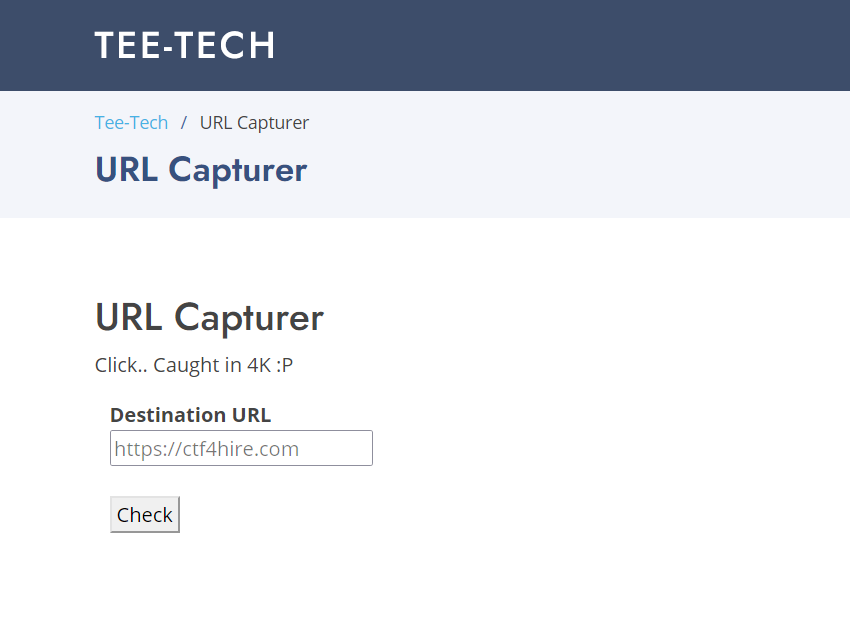 TEE-TECH
Tee-Tech / URL Capturer
URL Capturer
URL Capturer
Click.. Caught in 4K :P
Destination URL
https://ctf4hire.com
Check